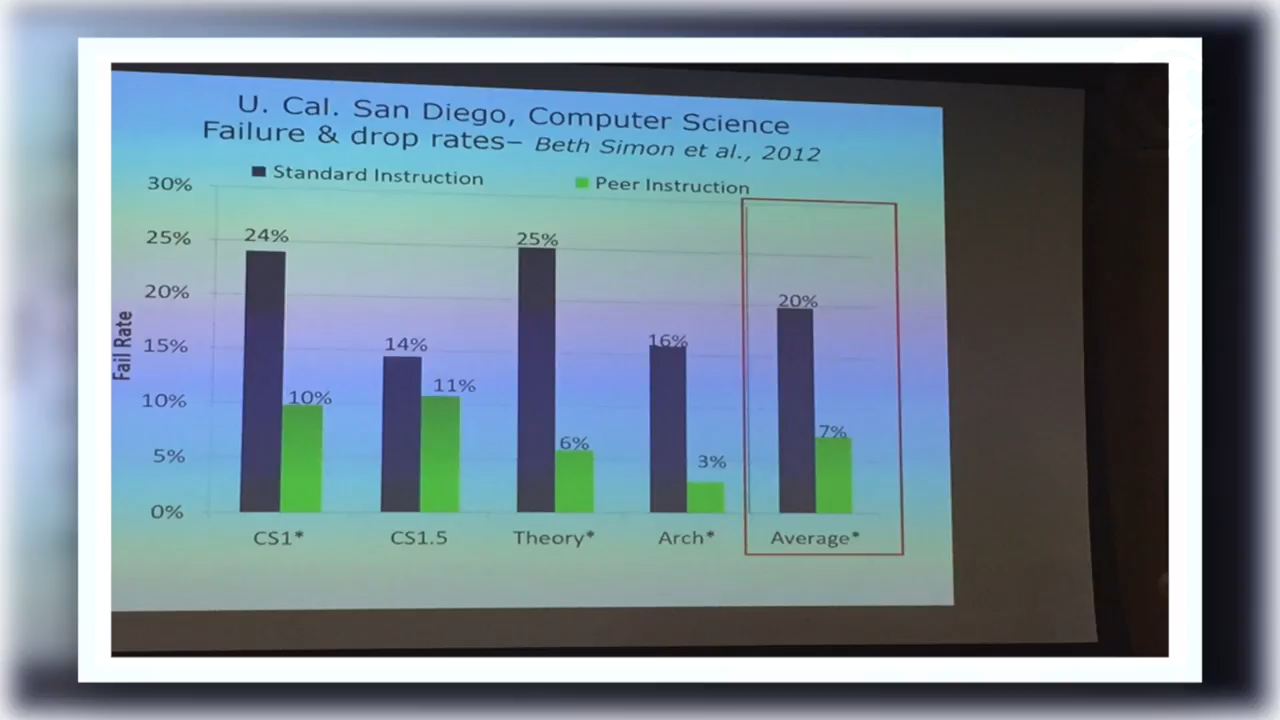 U. Cal. San Diego, Computer Science
Failure & drop rates– Beth Simon et al., 2012
Standard Instruction Peer Instruction
30%
25%
20%
15%
10%
5%
0%
Fail Rate
24% 10%
14% 11%
25% 6%
16% 3%
20% 7%
CS1* CS1.5 Theory* Arch* Average*